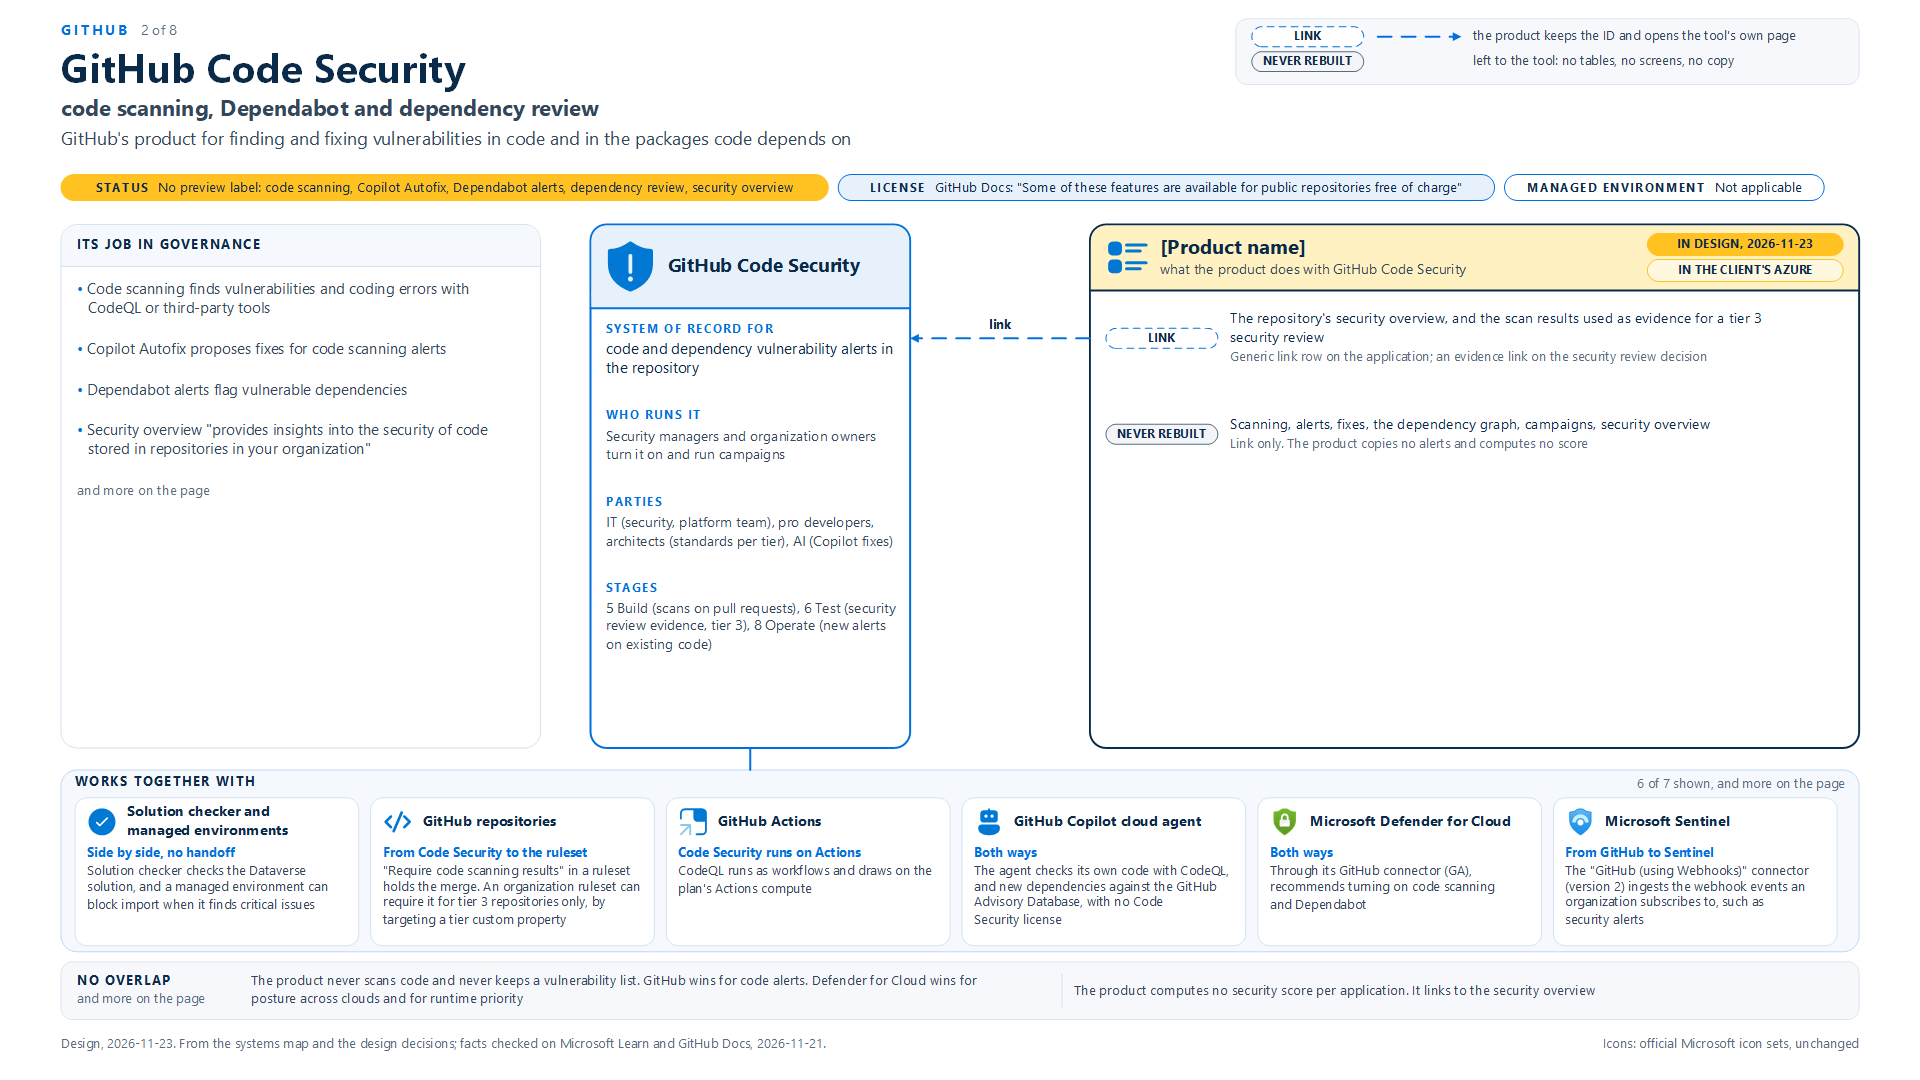 GITHUB 2 of 8
GitHub Code Security
code scanning, Dependabot and dependency review
GitHub's product for finding and fixing vulnerabilities in code and in the packages code depends on
LINK
the product keeps the ID and opens the tool's own page
NEVER REBUILT
left to the tool: no tables, no screens, no copy
STATUS No preview label: code scanning, Copilot Autofix, Dependabot alerts, dependency review, security overview
LICENSE GitHub Docs: "Some of these features are available for public repositories free of charge"
MANAGED ENVIRONMENT Not applicable
ITS JOB IN GOVERNANCE
• Code scanning finds vulnerabilities and coding errors with
CodeQL or third-party tools
• Copilot Autofix proposes fixes for code scanning alerts
• Dependabot alerts flag vulnerable dependencies
• Security overview "provides insights into the security of code
stored in repositories in your organization"
and more on the page
GitHub Code Security
SYSTEM OF RECORD FOR
code and dependency vulnerability alerts in
the repository
WHO RUNS IT
Security managers and organization owners
turn it on and run campaigns
PARTIES
IT (security, platform team), pro developers,
architects (standards per tier), AI (Copilot fixes)
STAGES
5 Build (scans on pull requests), 6 Test (security
review evidence, tier 3), 8 Operate (new alerts
on existing code)
link
[Product name]
what the product does with GitHub Code Security
IN DESIGN, 2026-11-23
IN THE CLIENT'S AZURE
LINK
The repository's security overview, and the scan results used as evidence for a tier 3
security review
Generic link row on the application; an evidence link on the security review decision
NEVER REBUILT
Scanning, alerts, fixes, the dependency graph, campaigns, security overview
Link only. The product copies no alerts and computes no score
WORKS TOGETHER WITH
6 of 7 shown, and more on the page
Solution checker and
managed environments
Side by side, no handoff
Solution checker checks the Dataverse
solution, and a managed environment can
block import when it finds critical issues
GitHub repositories
From Code Security to the ruleset
"Require code scanning results" in a ruleset
holds the merge. An organization ruleset can
require it for tier 3 repositories only, by
targeting a tier custom property
GitHub Actions
Code Security runs on Actions
CodeQL runs as workflows and draws on the
plan's Actions compute
GitHub Copilot cloud agent
Both ways
The agent checks its own code with CodeQL,
and new dependencies against the GitHub
Advisory Database, with no Code
Security license
Microsoft Defender for Cloud
Both ways
Through its GitHub connector (GA),
recommends turning on code scanning
and Dependabot
Microsoft Sentinel
From GitHub to Sentinel
The "GitHub (using Webhooks)" connector
(version 2) ingests the webhook events an
organization subscribes to, such as
security alerts
NO OVERLAP
and more on the page
The product never scans code and never keeps a vulnerability list. GitHub wins for code alerts. Defender for Cloud wins for
posture across clouds and for runtime priority
The product computes no security score per application. It links to the security overview
Design, 2026-11-23. From the systems map and the design decisions; facts checked on Microsoft Learn and GitHub Docs, 2026-11-21.
Icons: official Microsoft icon sets, unchanged